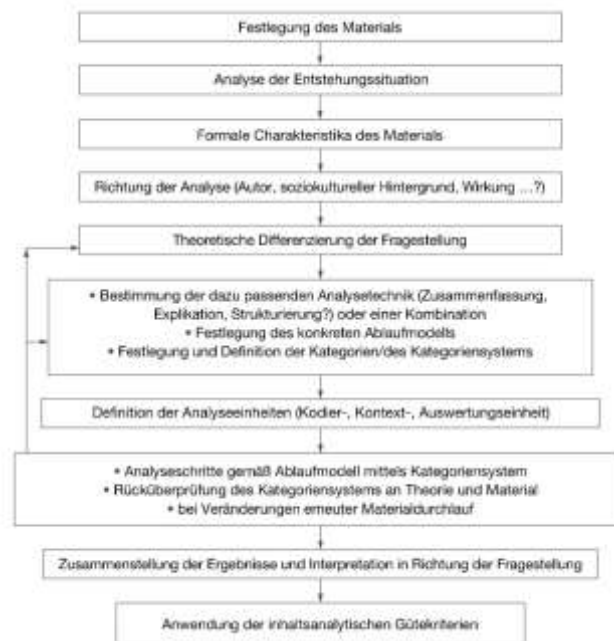 Festlegung des Materials
Analyse der Entstehungssituation
Formale Charakteristika des Materials
Richtung der Analyse (Autor, soziokultureller Hintergrund, Wirkung …?)
Theoretische Differenzierung der Fragestellung
• Bestimmung der dazu passenden Analysetechnik (Zusammenfassung,
Explikation, Strukturierung?) oder einer Kombination
• Festlegung des konkreten Ablaufmodells
• Festlegung und Definition der Kategorien/des Kategoriensystems
Definition der Analyseeinheiten (Kodier-, Kontext-, Auswertungseinheit)
• Analyseschritte gemäß Ablaufmodell mittels Kategoriensystem
• Rücküberprüfung des Kategoriensystems an Theorie und Material
• bei Veränderungen erneuter Materialdurchlauf
Zusammenstellung der Ergebnisse und Interpretation in Richtung der Fragestellung
Anwendung der inhaltsanalytischen Gütekriterien